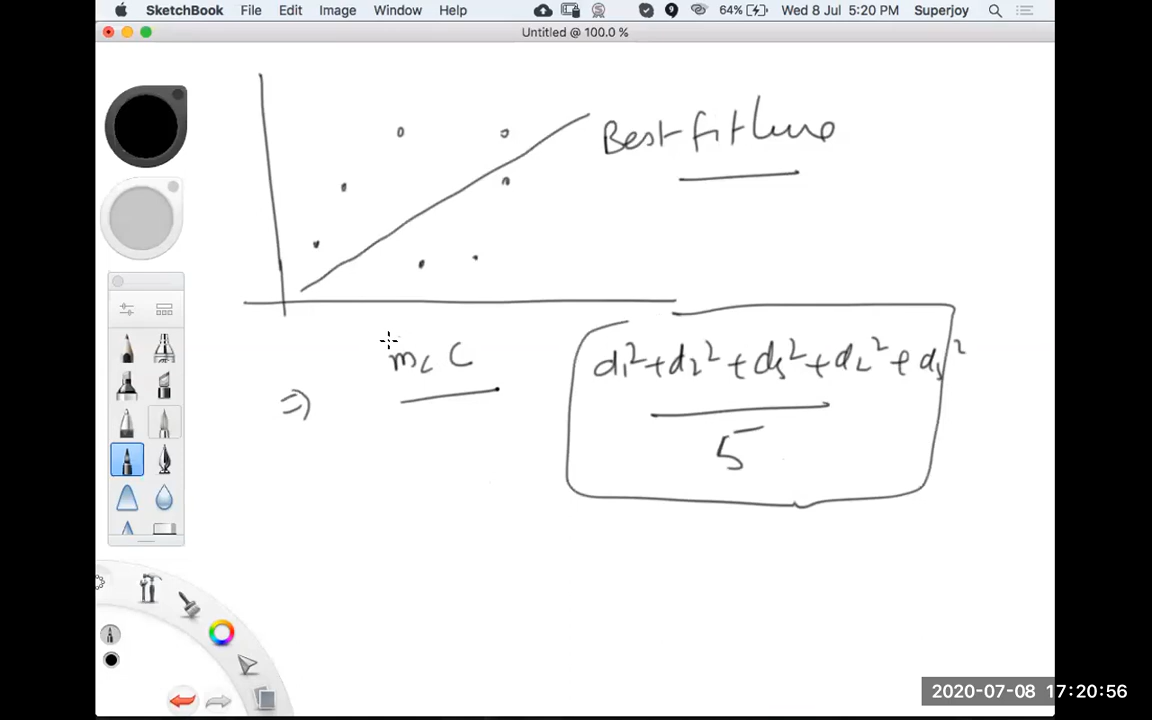 SketchBook File Edit Image Window Help 64% Wed 8 Jul 5:20 PM Superjoy
Untitled @ 100.0 %
Best fit line
m, c
d₁²+d₂²+d₃²+d₄²+d₅²
5
=>
2020-07-08 17:20:56